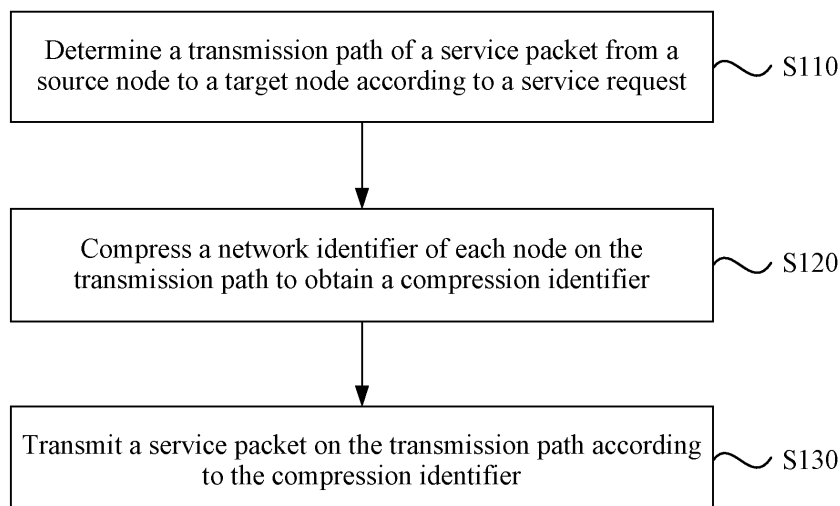 Determine a transmission path of a service packet from a
source node to a target node according to a service request
S110
Compress a network identifier of each node on the
transmission path to obtain a compression identifier
S120
Transmit a service packet on the transmission path according
to the compression identifier
S130